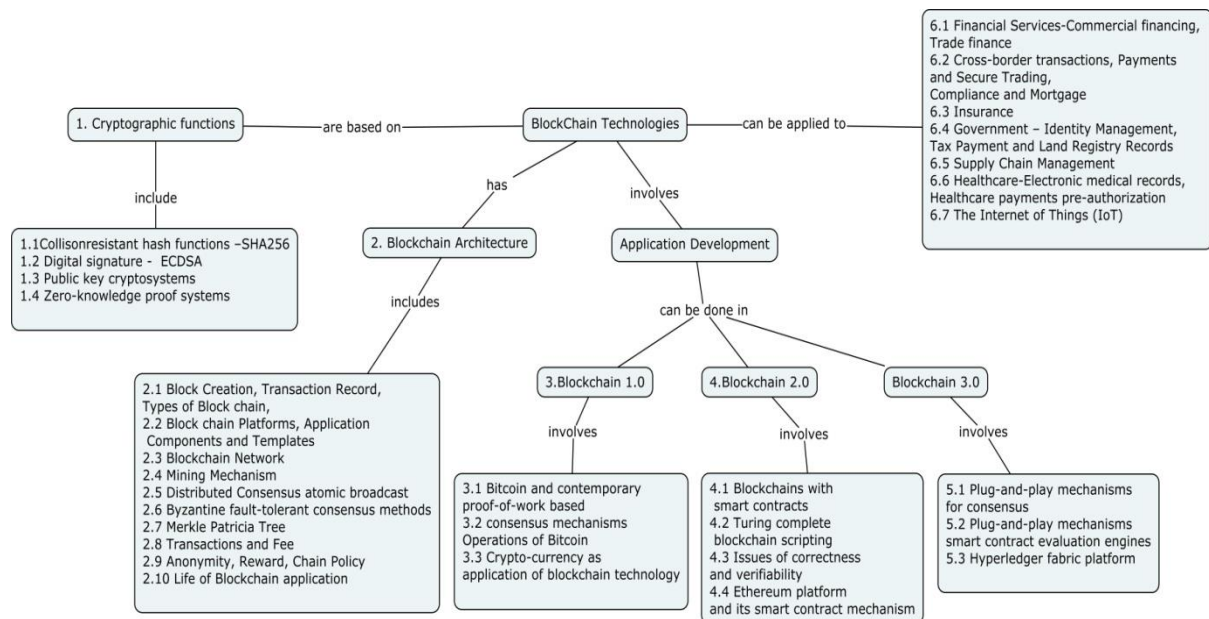 6.1 Financial Services-Commercial financing,
Trade finance
6.2 Cross-border transactions, Payments
and Secure Trading,
Compliance and Mortgage
6.3 Insurance
6.4 Government – Identity Management,
Tax Payment and Land Registry Records
6.5 Supply Chain Management
6.6 Healthcare-Electronic medical records,
Healthcare payments pre-authorization
6.7 The Internet of Things (IoT)
1. Cryptographic functions
are based on
BlockChain Technologies
can be applied to
include
has
involves
1.1Collisonresistant hash functions –SHA256
1.2 Digital signature - ECDSA
1.3 Public key cryptosystems
1.4 Zero-knowledge proof systems
2. Blockchain Architecture
Application Development
includes
can be done in
2.1 Block Creation, Transaction Record,
Types of Block chain,
2.2 Block chain Platforms, Application
Components and Templates
2.3 Blockchain Network
2.4 Mining Mechanism
2.5 Distributed Consensus atomic broadcast
2.6 Byzantine fault-tolerant consensus methods
2.7 Merkle Patricia Tree
2.8 Transactions and Fee
2.9 Anonymity, Reward, Chain Policy
2.10 Life of Blockchain application
3.Blockchain 1.0
4.Blockchain 2.0
Blockchain 3.0
involves
involves
involves
3.1 Bitcoin and contemporary
proof-of-work based
3.2 consensus mechanisms
Operations of Bitcoin
3.3 Crypto-currency as
application of blockchain technology
4.1 Blockchains with
smart contracts
4.2 Turing complete
blockchain scripting
4.3 Issues of correctness
and verifiability
4.4 Ethereum platform
and its smart contract mechanism
5.1 Plug-and-play mechanisms
for consensus
5.2 Plug-and-play mechanisms
smart contract evaluation engines
5.3 Hyperledger fabric platform